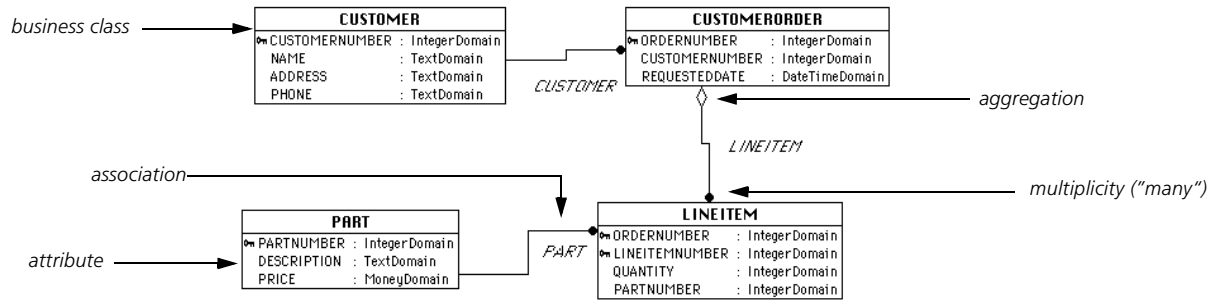 business class
CUSTOMER
CUSTOMERNUMBER : IntegerDomain
NAME : TextDomain
ADDRESS : TextDomain
PHONE : TextDomain
CUSTOMER
CUSTOMERORDER
ORDERNUMBER : IntegerDomain
CUSTOMERNUMBER : IntegerDomain
REQUESTEDDATE : DateTimeDomain
aggregation
LINEITEM
association
multiplicity (”many“)
PART
PARTNUMBER : IntegerDomain
DESCRIPTION : TextDomain
PRICE : MoneyDomain
attribute
PART
LINEITEM
ORDERNUMBER : IntegerDomain
LINEITEMNUMBER : IntegerDomain
QUANTITY : IntegerDomain
PARTNUMBER : IntegerDomain